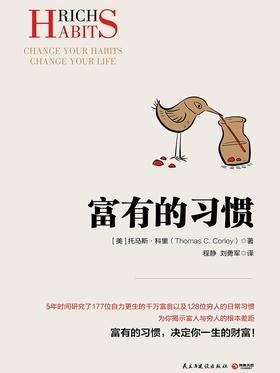 RICH
HABITS
CHANGE YOUR HABITS
CHANGE YOUR LIFE
富有的习惯
［美］托马斯·科里（Thomas C. Corley）著
程静 刘勇军 译
5年时间研究了177位自力更生的千万富翁以及128位穷人的日常习惯
为你揭示富人与穷人的根本差距
富有的习惯，决定你一生的财富！
民主与建设出版社
博集天卷